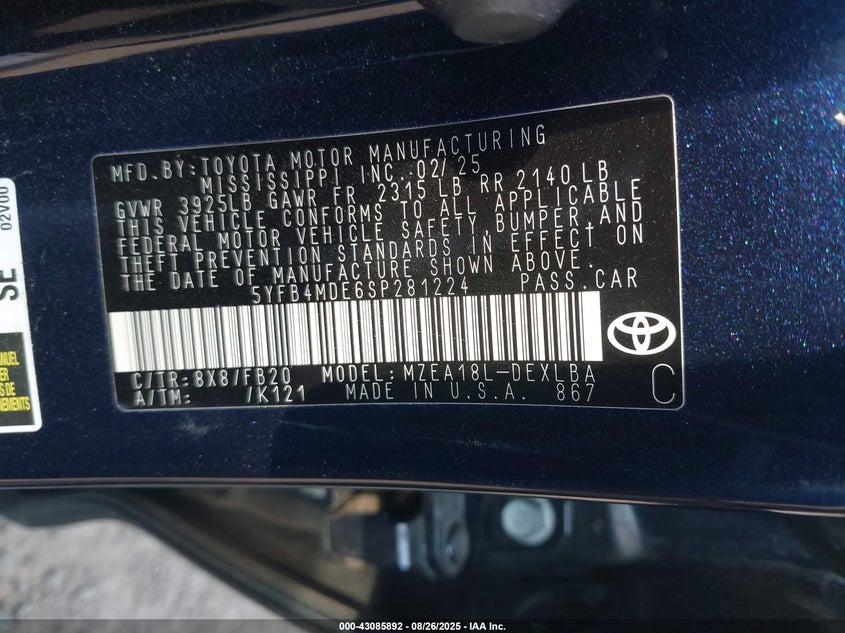 MFD.BY:TOYOTA MOTOR MANUFACTURING
MISSISSIPPI INC. 02/25
GVWR 3925LB GAWR FR 2315 LB RR 2140 LB
THIS VEHICLE CONFORMS TO ALL APPLICABLE
FEDERAL MOTOR VEHICLE SAFETY,BUMPER,AND
THEFT PREVENTION STANDARDS IN EFFECT ON
THE DATE OF MANUFACTURE SHOWN ABOVE.
5YFB4MDE6SP281224 PASS.CAR
C/TR:8X8/FB20 MODEL:MZEA18L-DEXLBA
A/TM: /K121 MADE IN U.S.A. 867
C
SE
02V00
000-43085892 - 08/26/2025 - IAA Inc.